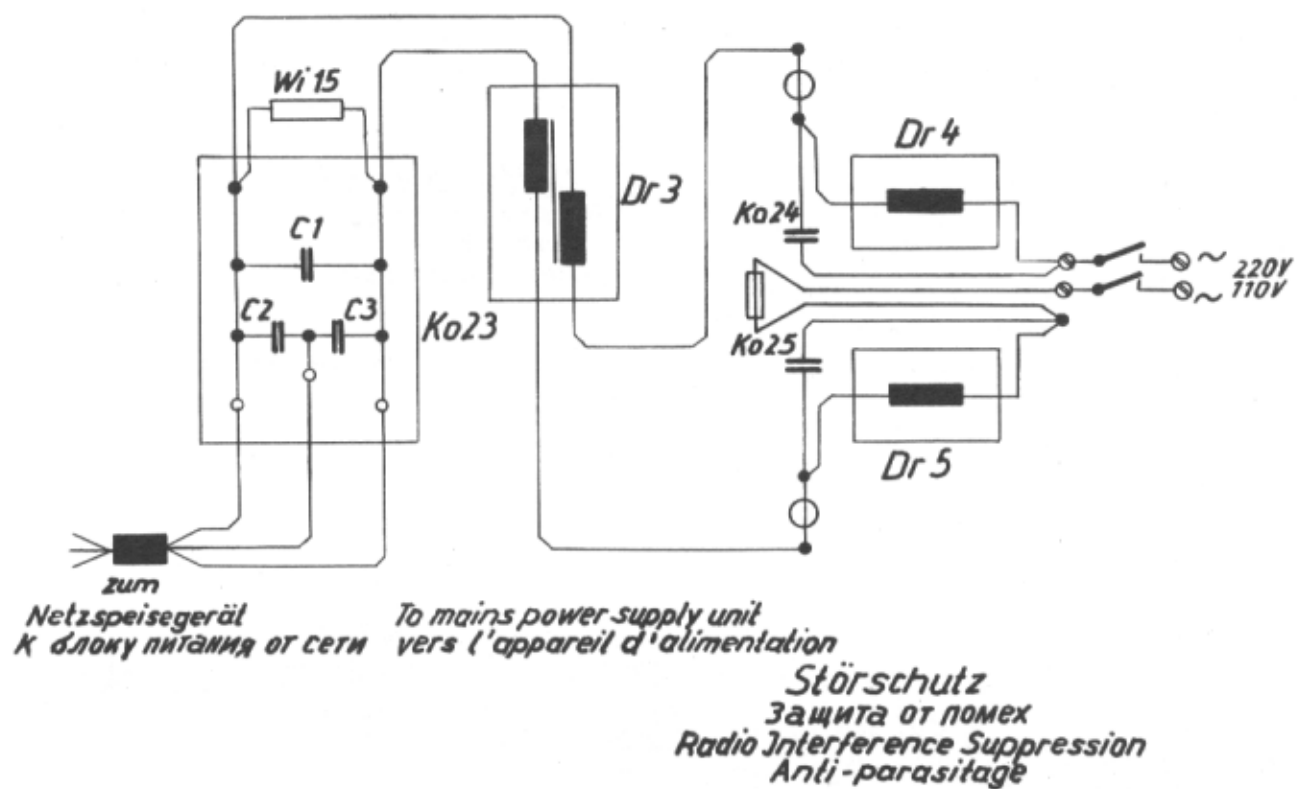 Wi 15
Dr 4
Dr 3
Ko24
C1
~ 220V
~ 110V
C2
C3
Ko23
Ko25
Dr 5
zum
Netzspeisegerät
К блоку питания от сети
To mains power supply unit
vers l'appareil d'alimentation
Störschutz
Защита от помех
Radio Interference Suppression
Anti-parasitage